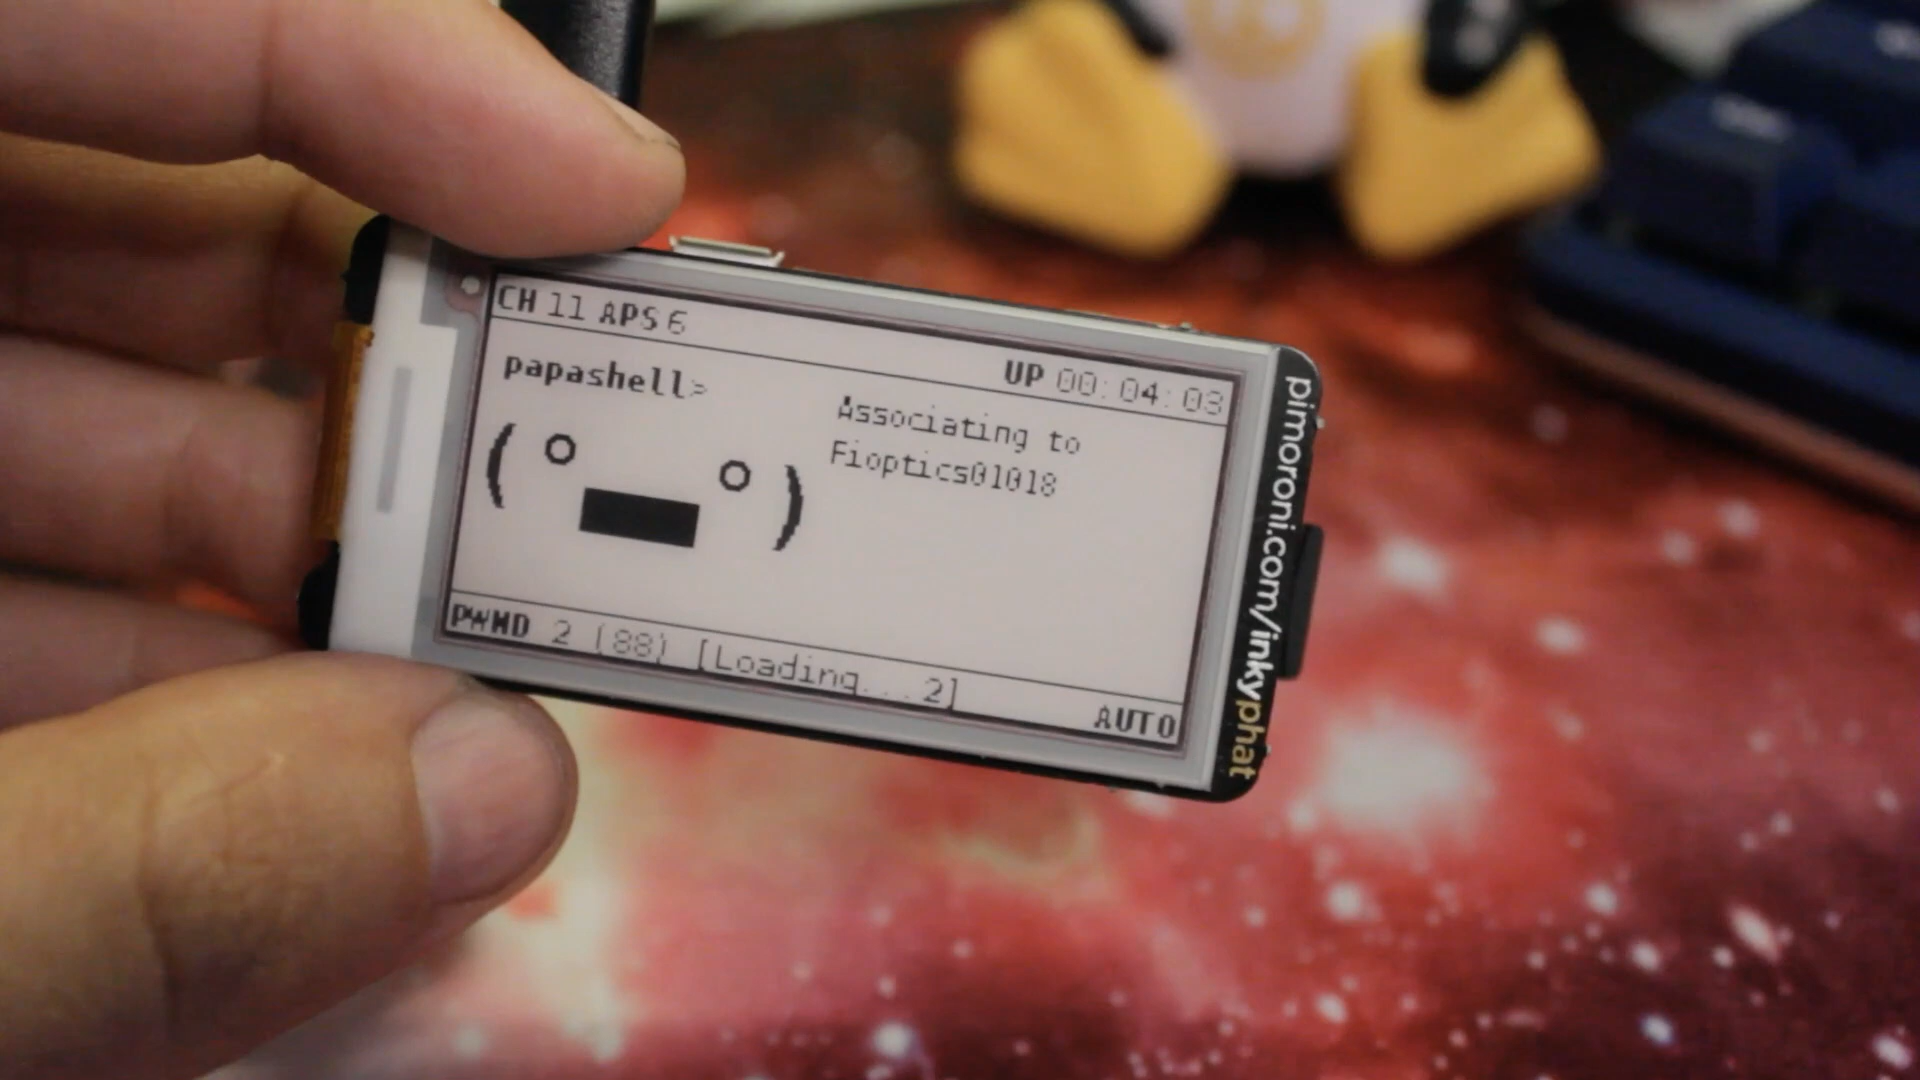 CH 11 APS 6
UP 00:04:03
papashell>
Associating to
Fioptics01018
PWND 2 (88) [Loading... 2]
AUTO
pimoroni.com/inkyphat